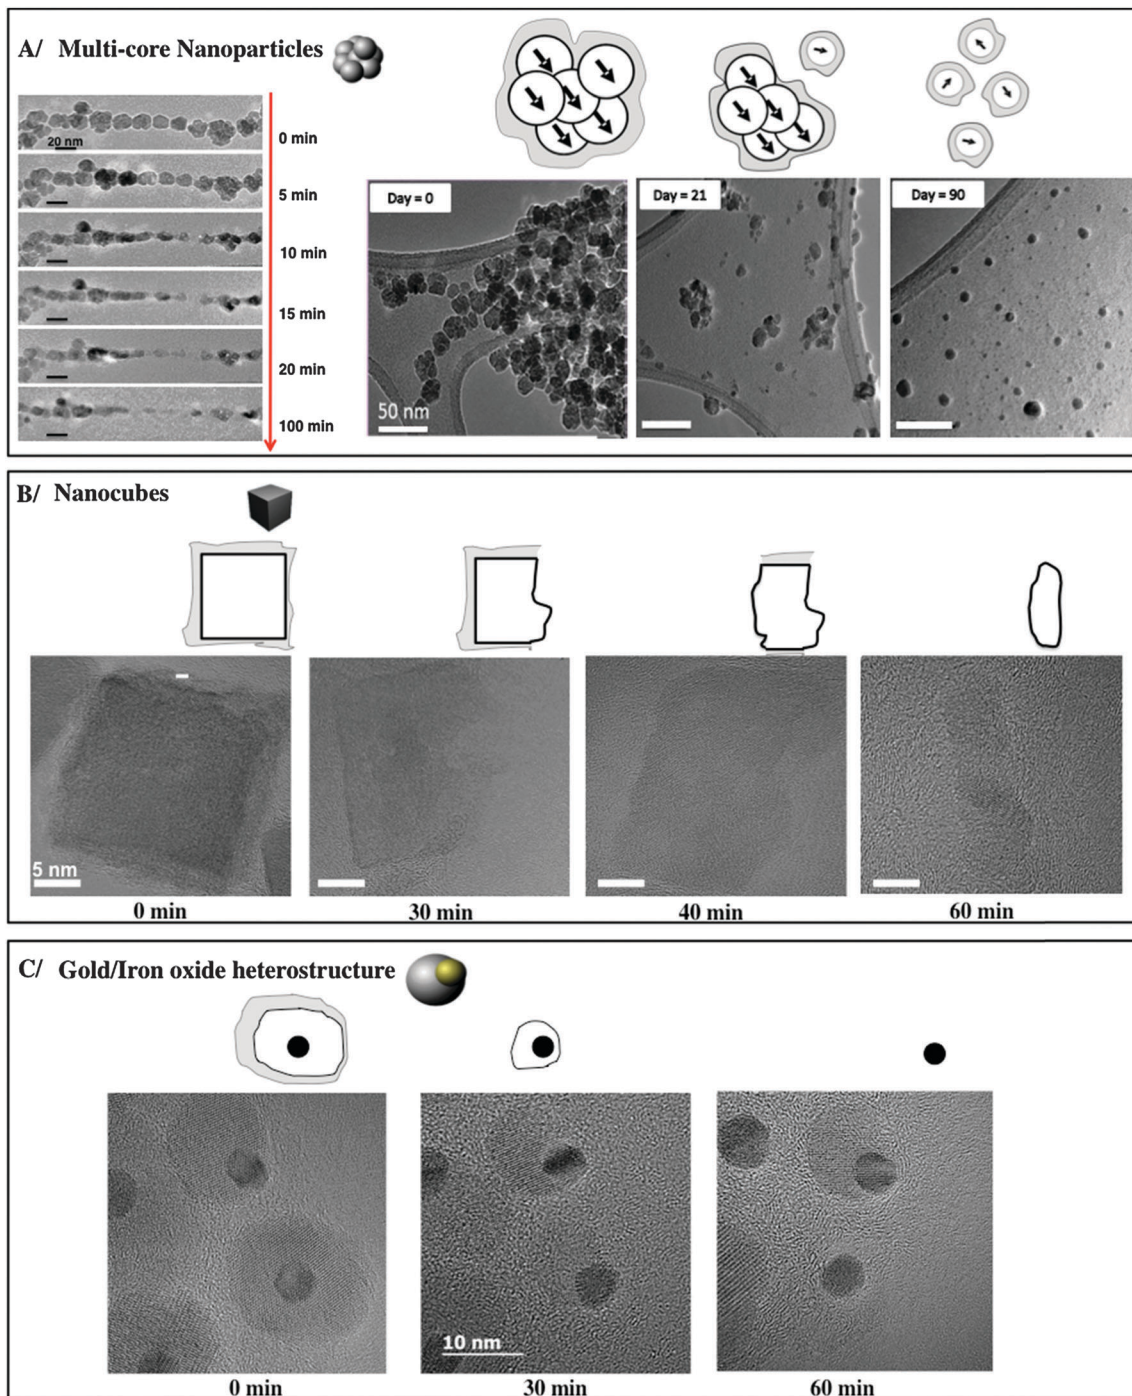 A/ Multi-core Nanoparticles
20 nm
0 min
5 min
10 min
15 min
20 min
100 min
Day = 0
Day = 21
Day = 90
50 nm
B/ Nanocubes
5 nm
0 min
30 min
40 min
60 min
C/ Gold/Iron oxide heterostructure
10 nm
0 min
30 min
60 min